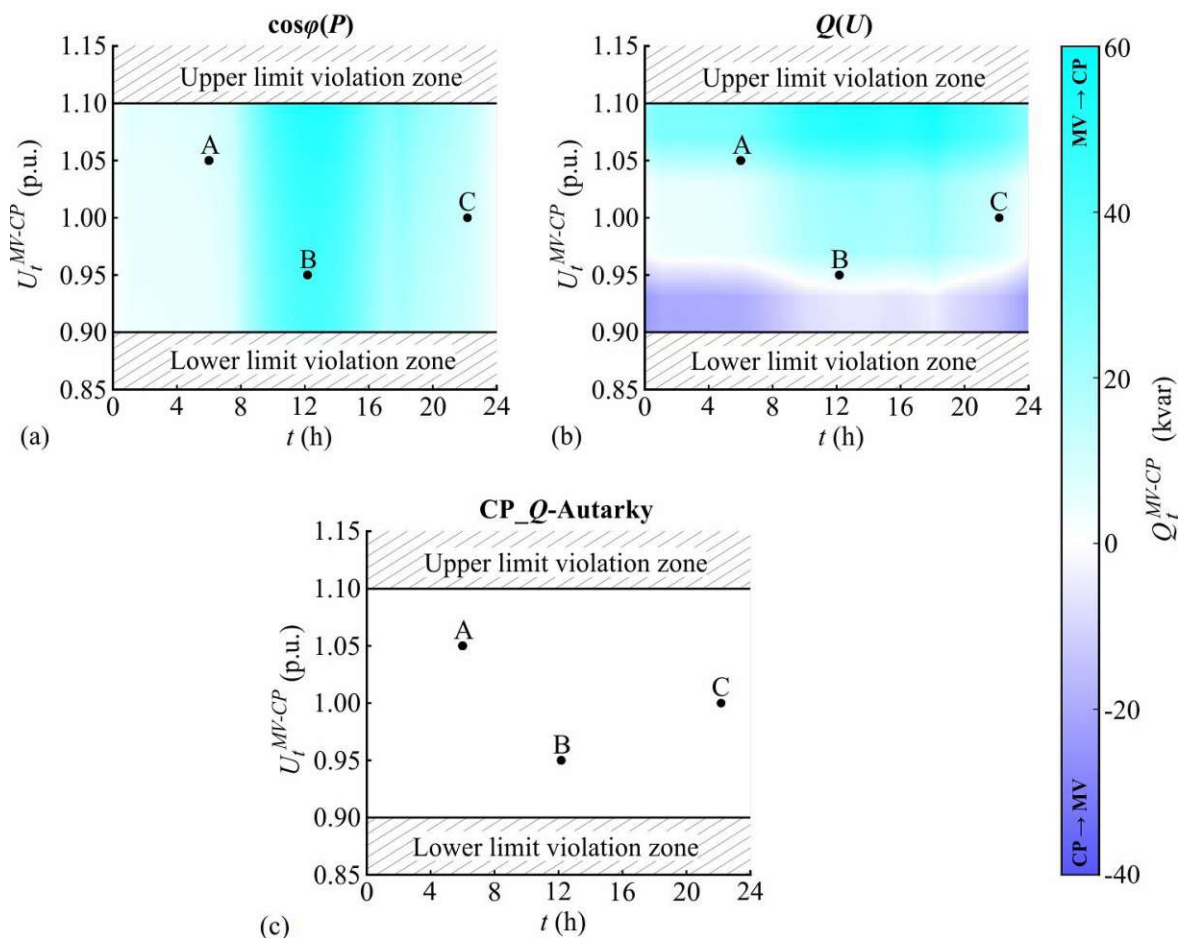 cosφ(P)
1.15
1.10
1.05
1.00
0.95
0.90
0.85
U_t^{MV-CP} (p.u.)
Upper limit violation zone
A
C
B
Lower limit violation zone
0 4 8 12 16 20 24
t (h)
(a)
Q(U)
1.15
1.10
1.05
1.00
0.95
0.90
0.85
U_t^{MV-CP} (p.u.)
Upper limit violation zone
A
C
B
Lower limit violation zone
0 4 8 12 16 20 24
t (h)
(b)
60
40
20
0
-20
-40
MV → CP
CP → MV
Q_t^{MV-CP} (kvar)
CP_Q-Autarky
1.15
1.10
1.05
1.00
0.95
0.90
0.85
U_t^{MV-CP} (p.u.)
Upper limit violation zone
A
C
B
Lower limit violation zone
0 4 8 12 16 20 24
t (h)
(c)